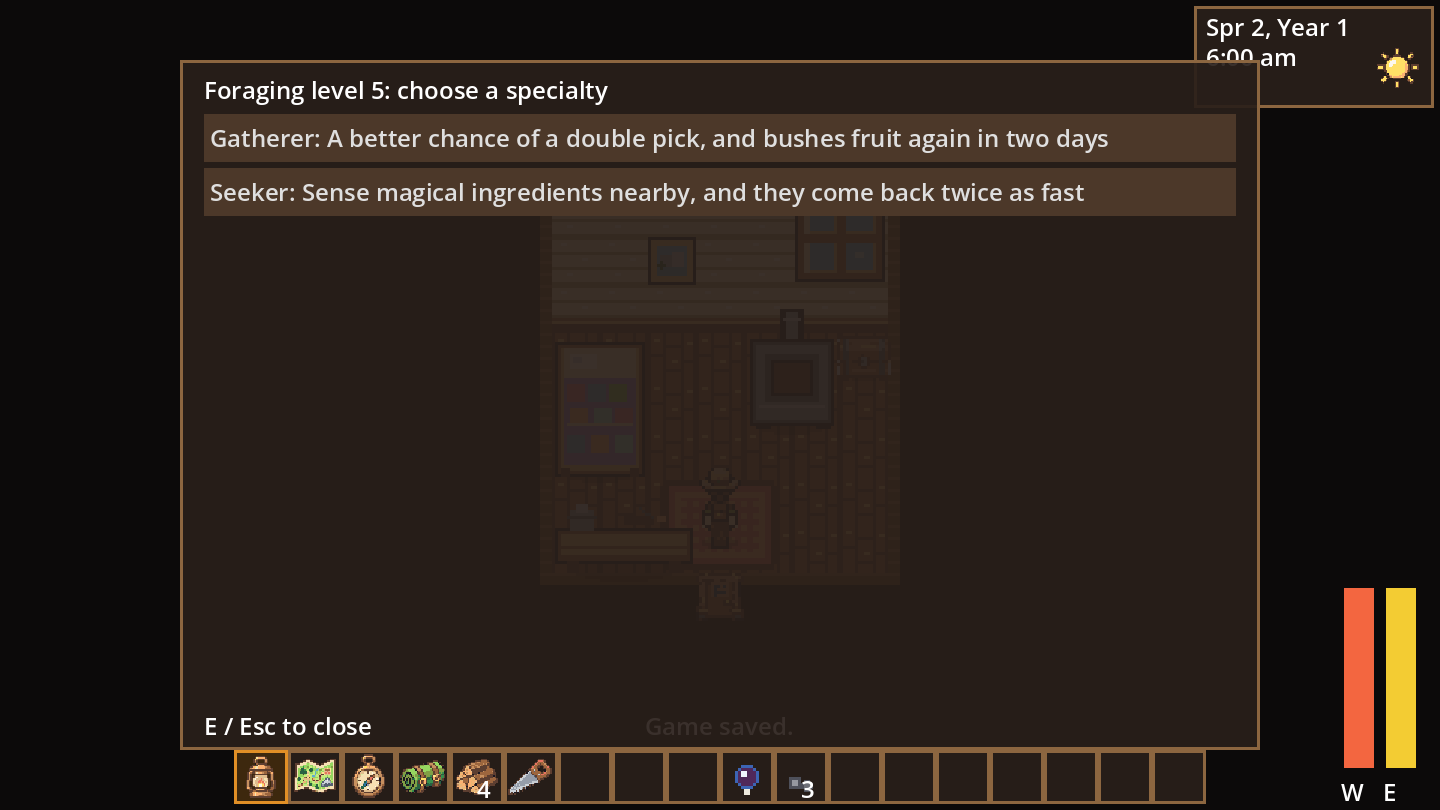 Spr 2, Year 1
6:00 am
Foraging level 5: choose a specialty
Gatherer: A better chance of a double pick, and bushes fruit again in two days
Seeker: Sense magical ingredients nearby, and they come back twice as fast
E / Esc to close
Game saved.
4
3
W E